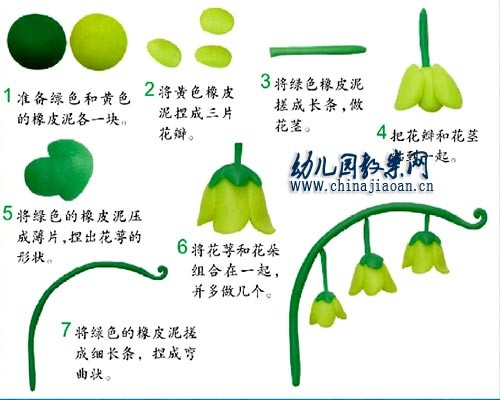 1 准备绿色和黄色
的橡皮泥各一块。
2 将黄色橡皮
泥捏成三片
花瓣。
3 将绿色橡皮泥
搓成长条,做
花茎。
4 把花瓣和花茎
一起。
幼儿园教案网
www.chinajiaoan.cn
5 将绿色的橡皮泥压
成薄片,捏出花萼的
形状。
6 将花萼和花朵
组合在一起,
并多做几个。
7 将绿色的橡皮泥搓
成细长条,捏成弯
曲状。